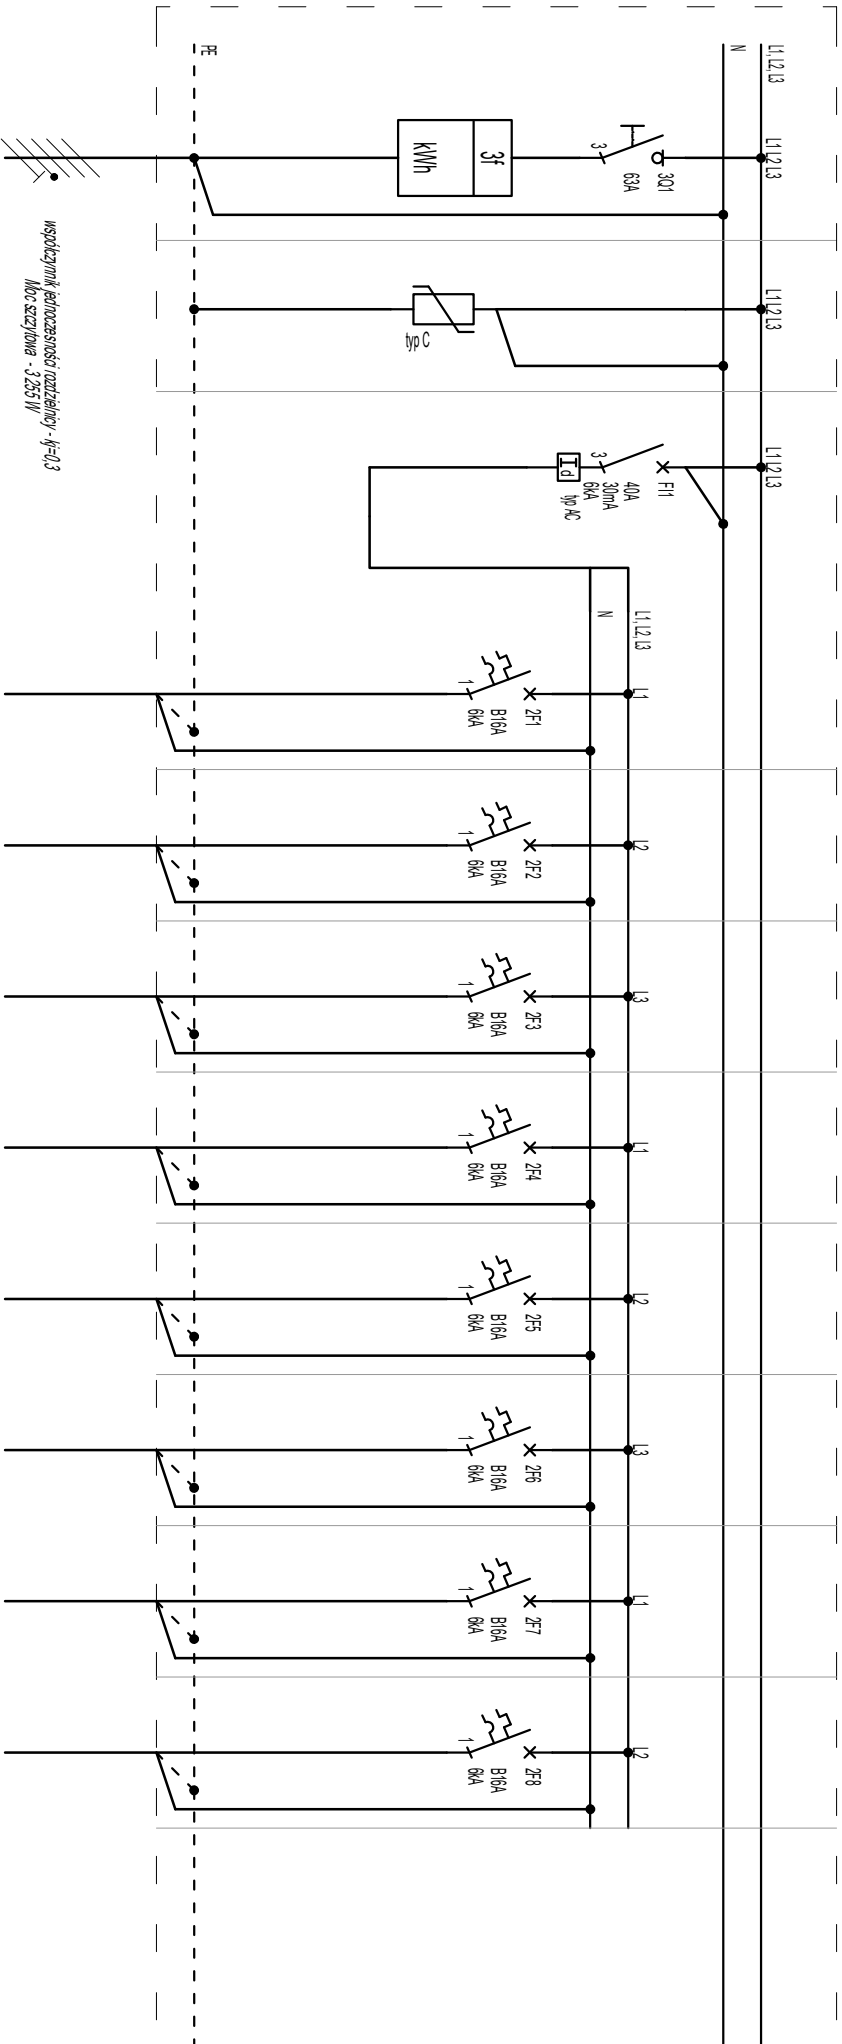 L1, L2, L3
N
PE
L1 L2 L3
3Q1
63A
3
3f
kWh
współczynnik jednoczesności rozdzielnicy - kj=0,3
Moc szczytowa - 3 255 W
L1 L2 L3
typ C
L1 L2 L3
FI1
40A
30mA
6kA
typ AC
3
Id
L1, L2, L3
N
L1
2F1
B16A
6kA
1
L2
2F2
B16A
6kA
1
L3
2F3
B16A
6kA
1
L1
2F4
B16A
6kA
1
L2
2F5
B16A
6kA
1
L3
2F6
B16A
6kA
1
L1
2F7
B16A
6kA
1
L2
2F8
B16A
6kA
1